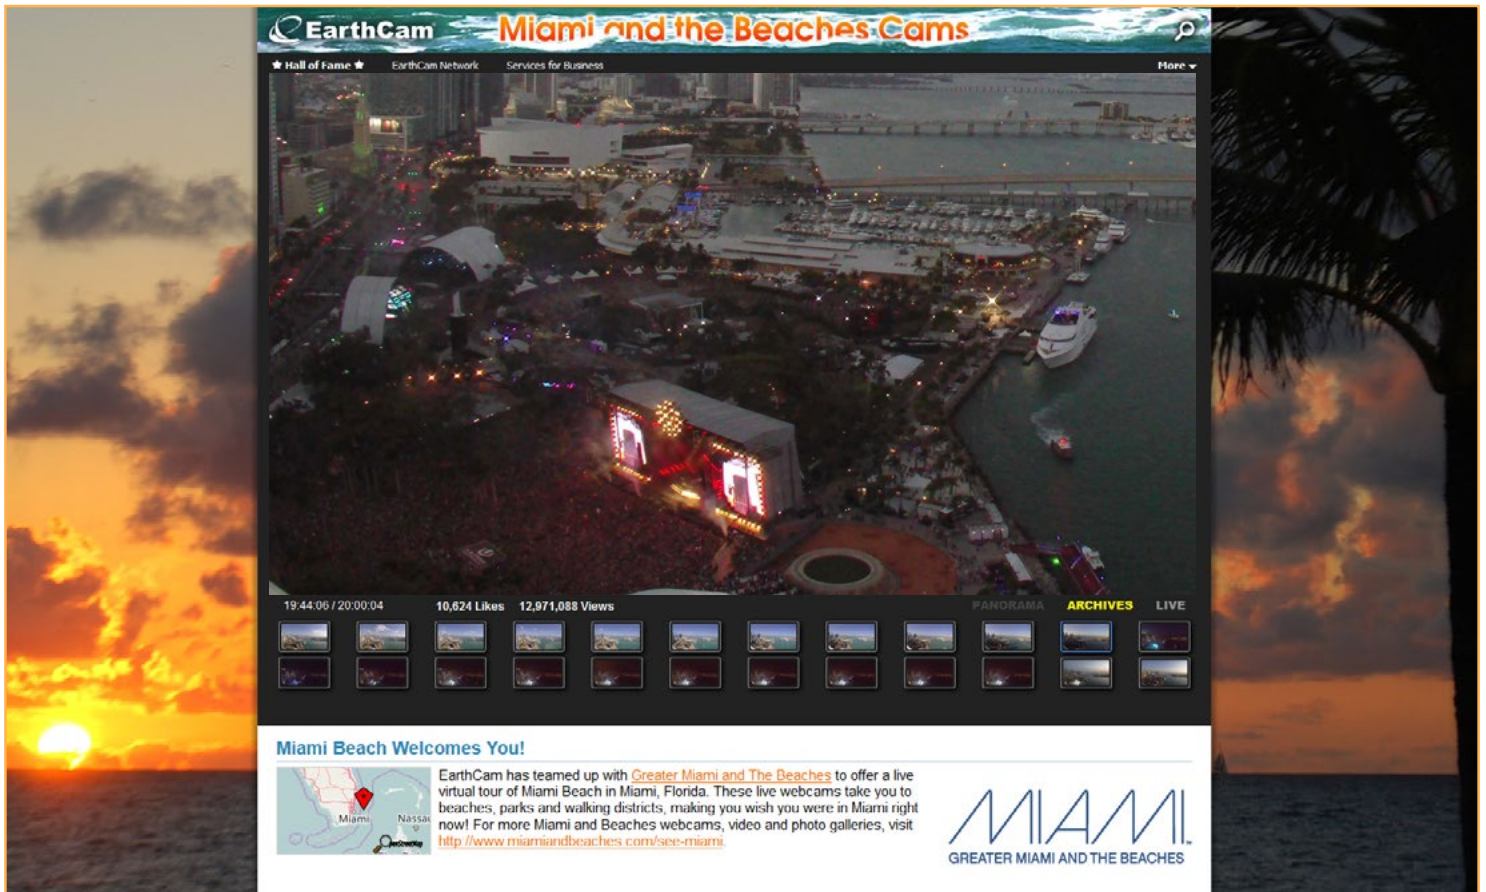 EarthCam
Miami and the Beaches Cams
★ Hall of Fame ★ EarthCam Network Services for Business More
19:44:06 / 20:00:04 10,624 Likes 12,971,088 Views PANORAMA ARCHIVES LIVE
Miami Beach Welcomes You!
EarthCam has teamed up with Greater Miami and The Beaches to offer a live
virtual tour of Miami Beach in Miami, Florida. These live webcams take you to
beaches, parks and walking districts, making you wish you were in Miami right
now! For more Miami and Beaches webcams, video and photo galleries, visit
http://www.miamiandbeaches.com/see-miami.
Miami Nassau
OpenStreetMap
MIAMI
GREATER MIAMI AND THE BEACHES